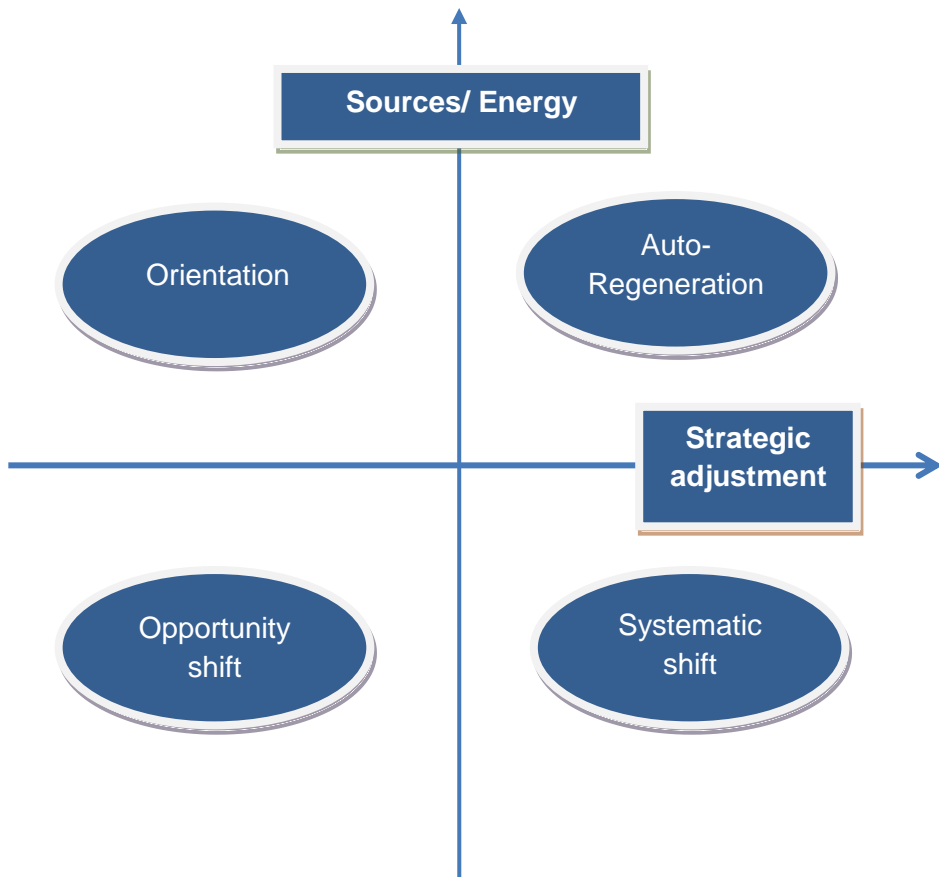 Sources/ Energy
Orientation
Auto-
Regeneration
Strategic
adjustment
Opportunity
shift
Systematic
shift